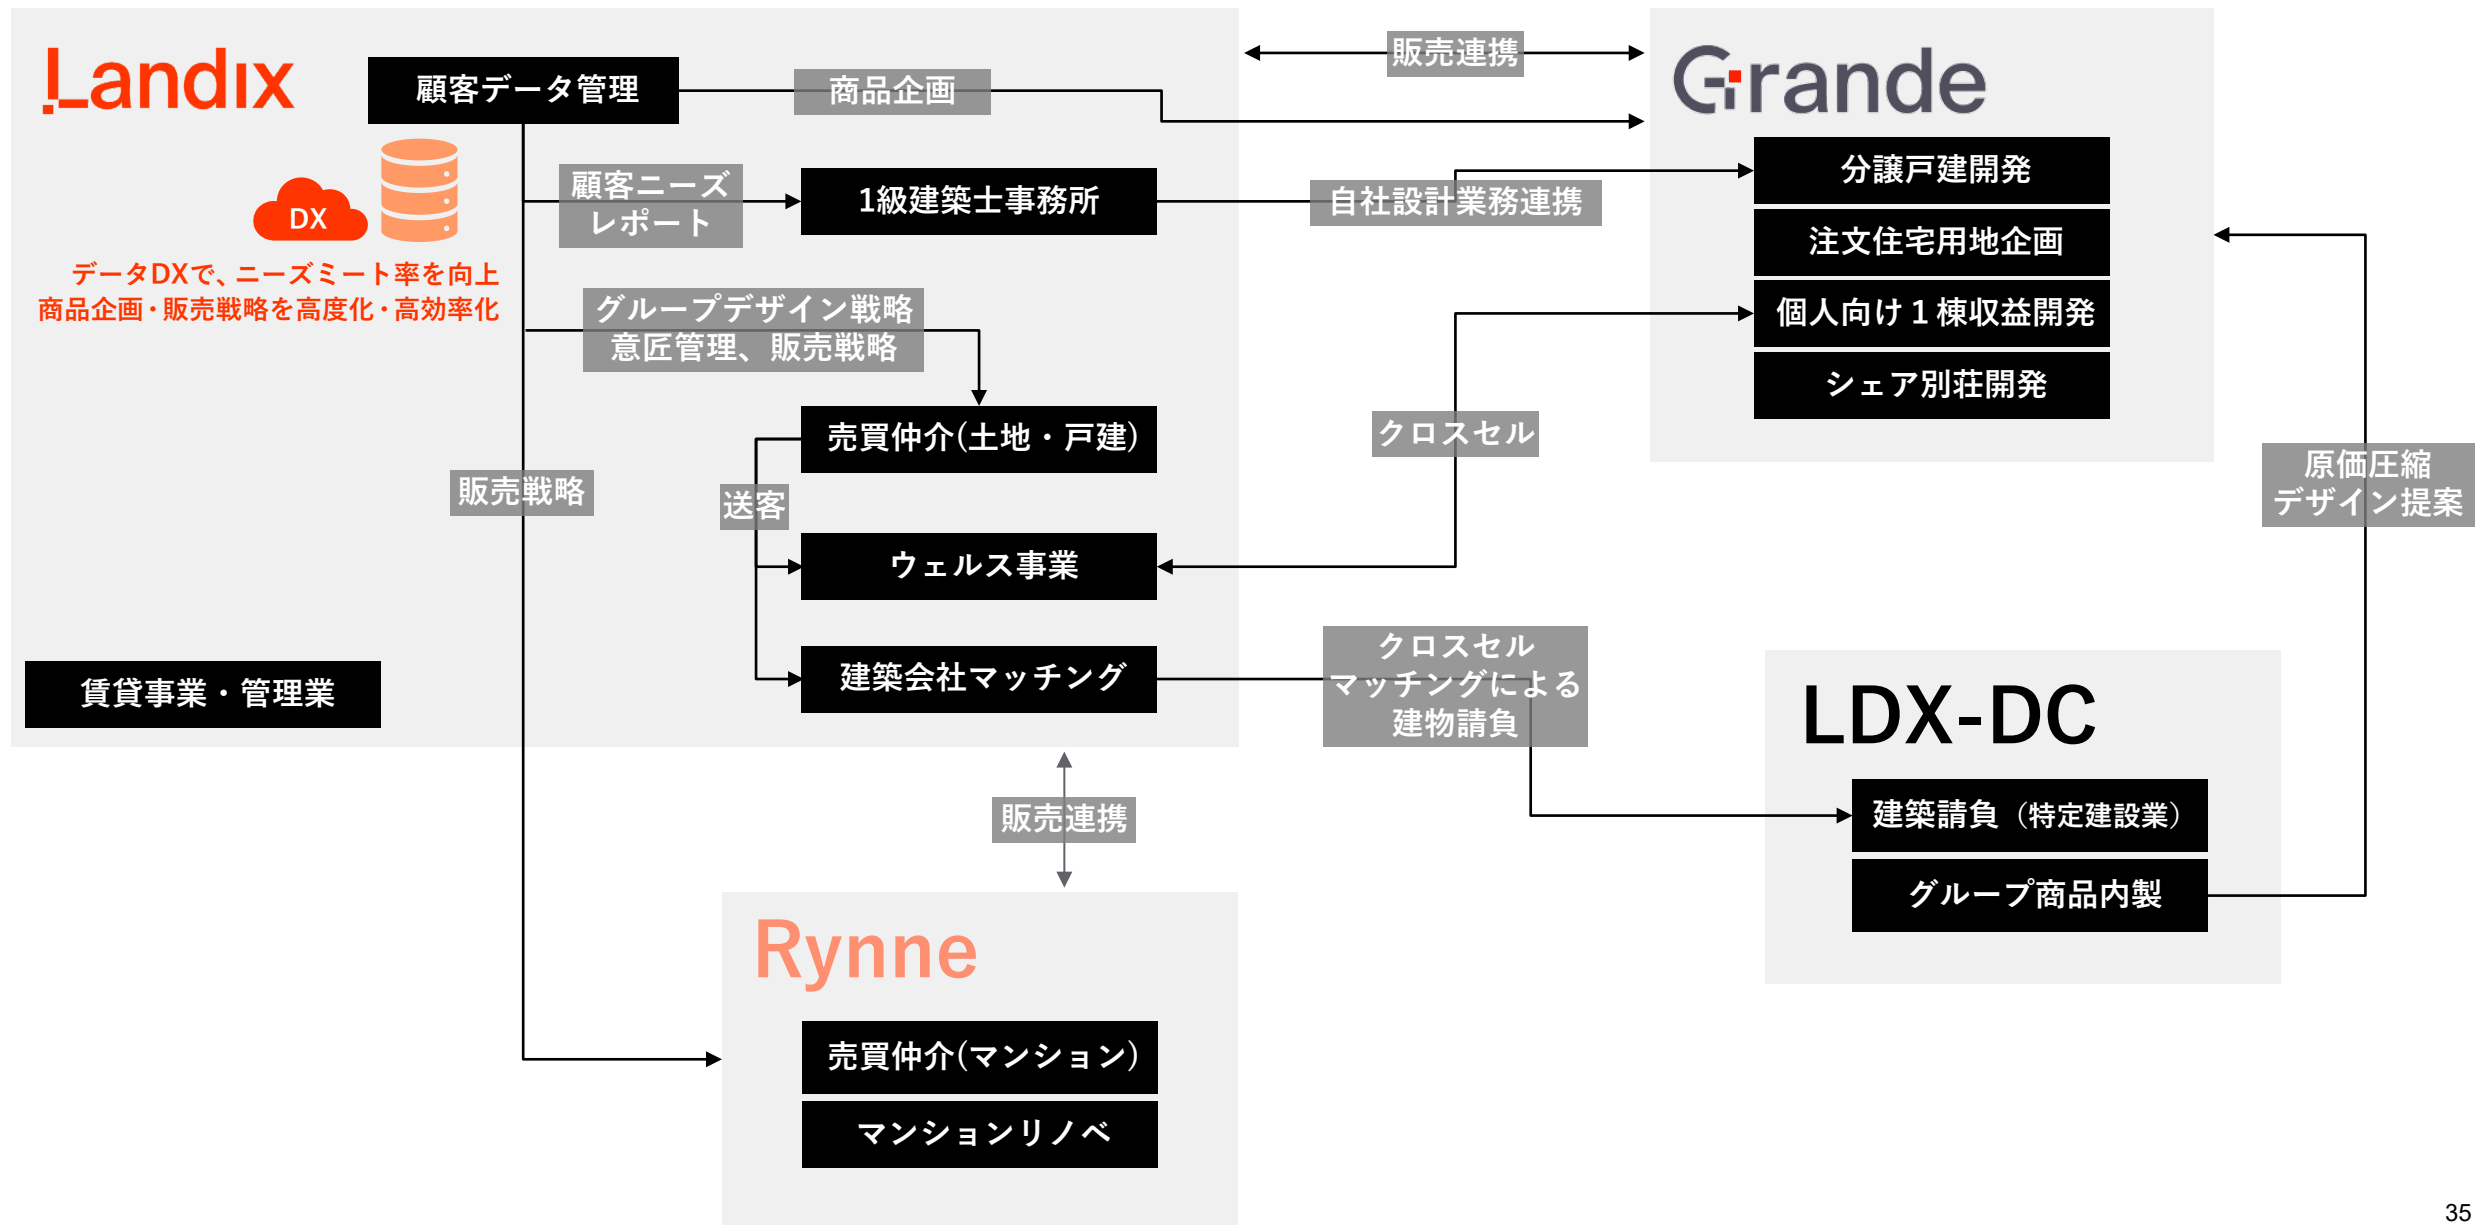 Landix
顧客データ管理
商品企画
販売連携
Grande
DX
データDXで、ニーズミート率を向上
商品企画・販売戦略を高度化・高効率化
顧客ニーズ
レポート
1級建築士事務所
自社設計業務連携
分譲戸建開発
注文住宅用地企画
個人向け１棟収益開発
シェア別荘開発
グループデザイン戦略
意匠管理、販売戦略
売買仲介(土地・戸建)
クロスセル
原価圧縮
デザイン提案
販売戦略
送客
ウェルス事業
建築会社マッチング
クロスセル
マッチングによる
建物請負
賃貸事業・管理業
LDX-DC
建築請負（特定建設業）
グループ商品内製
販売連携
Rynne
売買仲介(マンション)
マンションリノベ
35